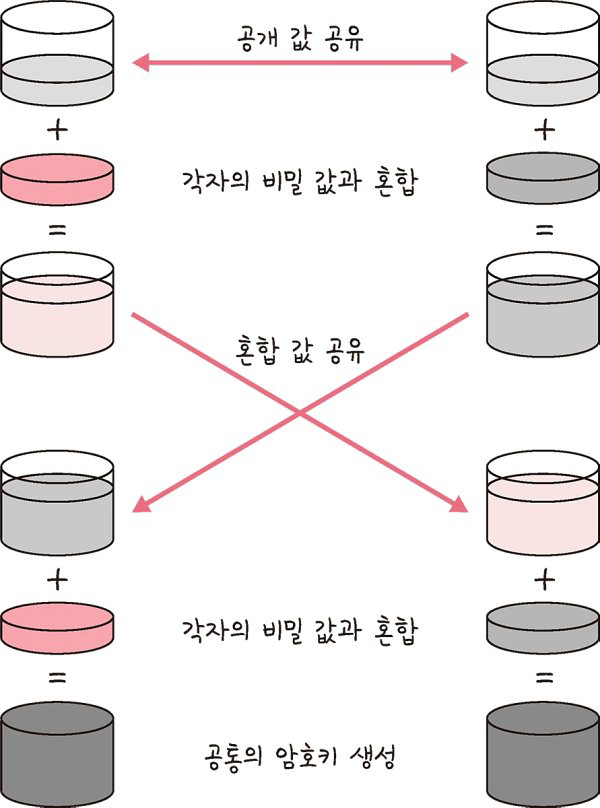 공개 값 공유
+ +
각자의 비밀 값과 혼합
= =
혼합 값 공유
+ +
각자의 비밀 값과 혼합
= =
공통의 암호키 생성